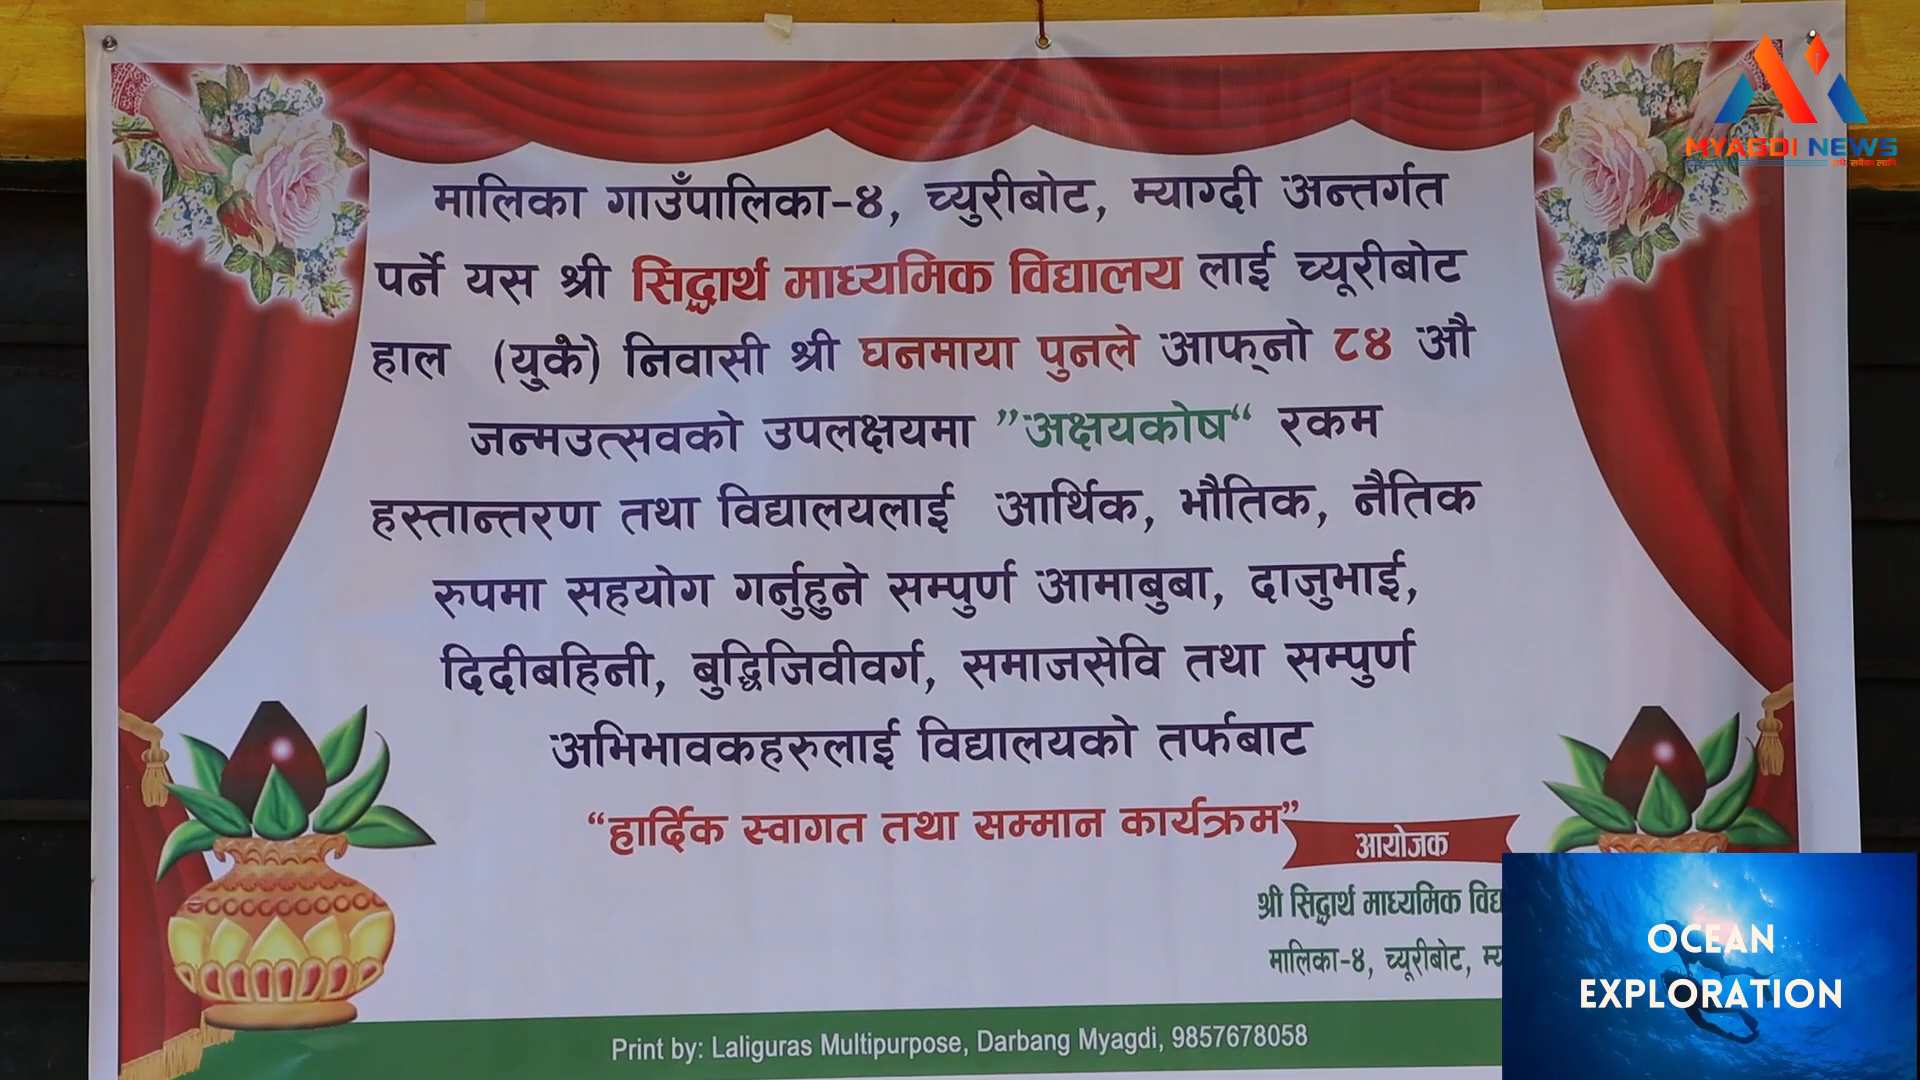 MYAGDI NEWS
मालिका गाउँपालिका-४, च्युरीबोट, म्याग्दी अन्तर्गत
पर्ने यस श्री सिद्धार्थ माध्यमिक विद्यालय लाई च्यूरीबोट
हाल (युके) निवासी श्री घनमाया पुनले आफ्नो ८४ औ
जन्मउत्सवको उपलक्षयमा ”अक्षयकोष“ रकम
हस्तान्तरण तथा विद्यालयलाई आर्थिक, भौतिक, नैतिक
रुपमा सहयोग गर्नुहुने सम्पुर्ण आमाबुबा, दाजुभाई,
दिदीबहिनी, बुद्धिजिवीवर्ग, समाजसेवि तथा सम्पुर्ण
अभिभावकहरुलाई विद्यालयको तर्फबाट
“हार्दिक स्वागत तथा सम्मान कार्यक्रम”
आयोजक
श्री सिद्धार्थ माध्यमिक
मालिका-४, च्यूरीबोट,
Print by: Laliguras Multipurpose, Darbang Myagdi, 9857678058
OCEAN
EXPLORATION